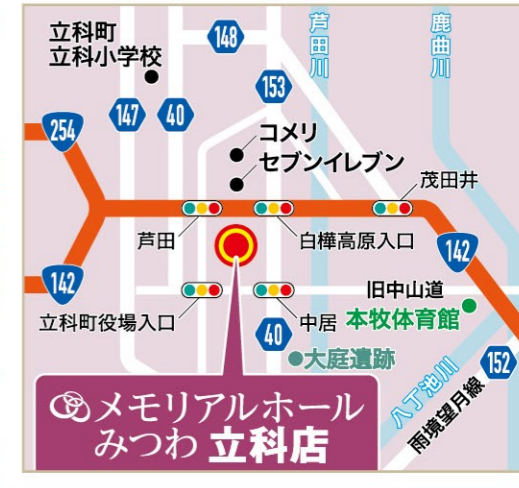 立科町
立科小学校
148
芦田川
鹿曲川
254
147
40
153
コメリ
セブンイレブン
茂田井
芦田
白樺高原入口
142
142
旧中山道
立科町役場入口
中居
本牧体育館
40
大庭遺跡
152
八丁池川
雨境望月線
メモリアルホール
みつわ 立科店